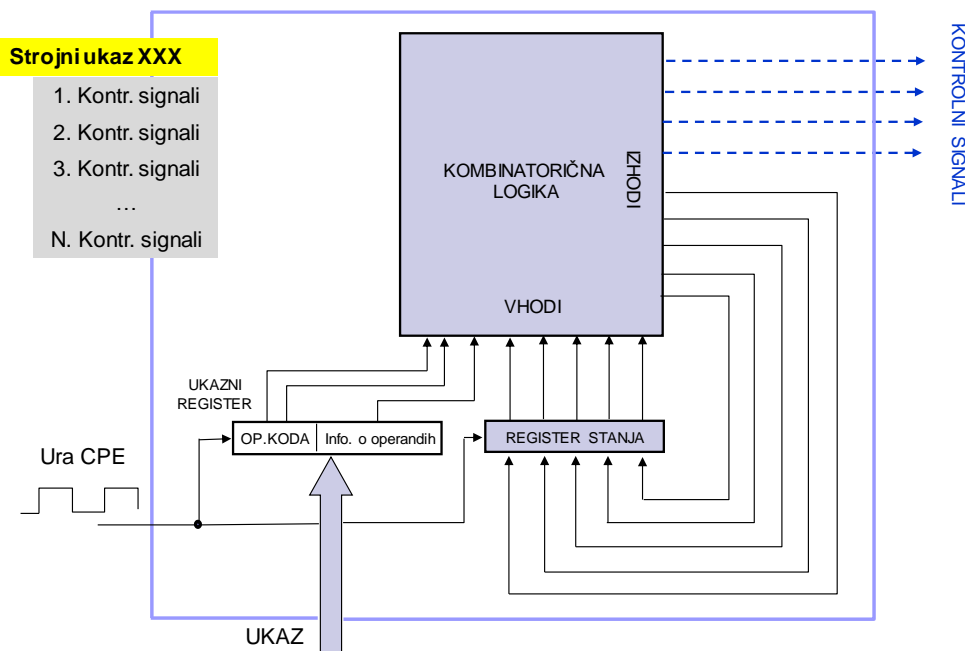 Strojni ukaz XXX
1. Kontr. signali
2. Kontr. signali
3. Kontr. signali
…
N. Kontr. signali
KOMBINATORIČNA
LOGIKA
IZHODI
VHODI
KONTROLNI SIGNALI
UKAZNI
REGISTER
OP.KODA
Info. o operandih
REGISTER STANJA
Ura CPE
UKAZ